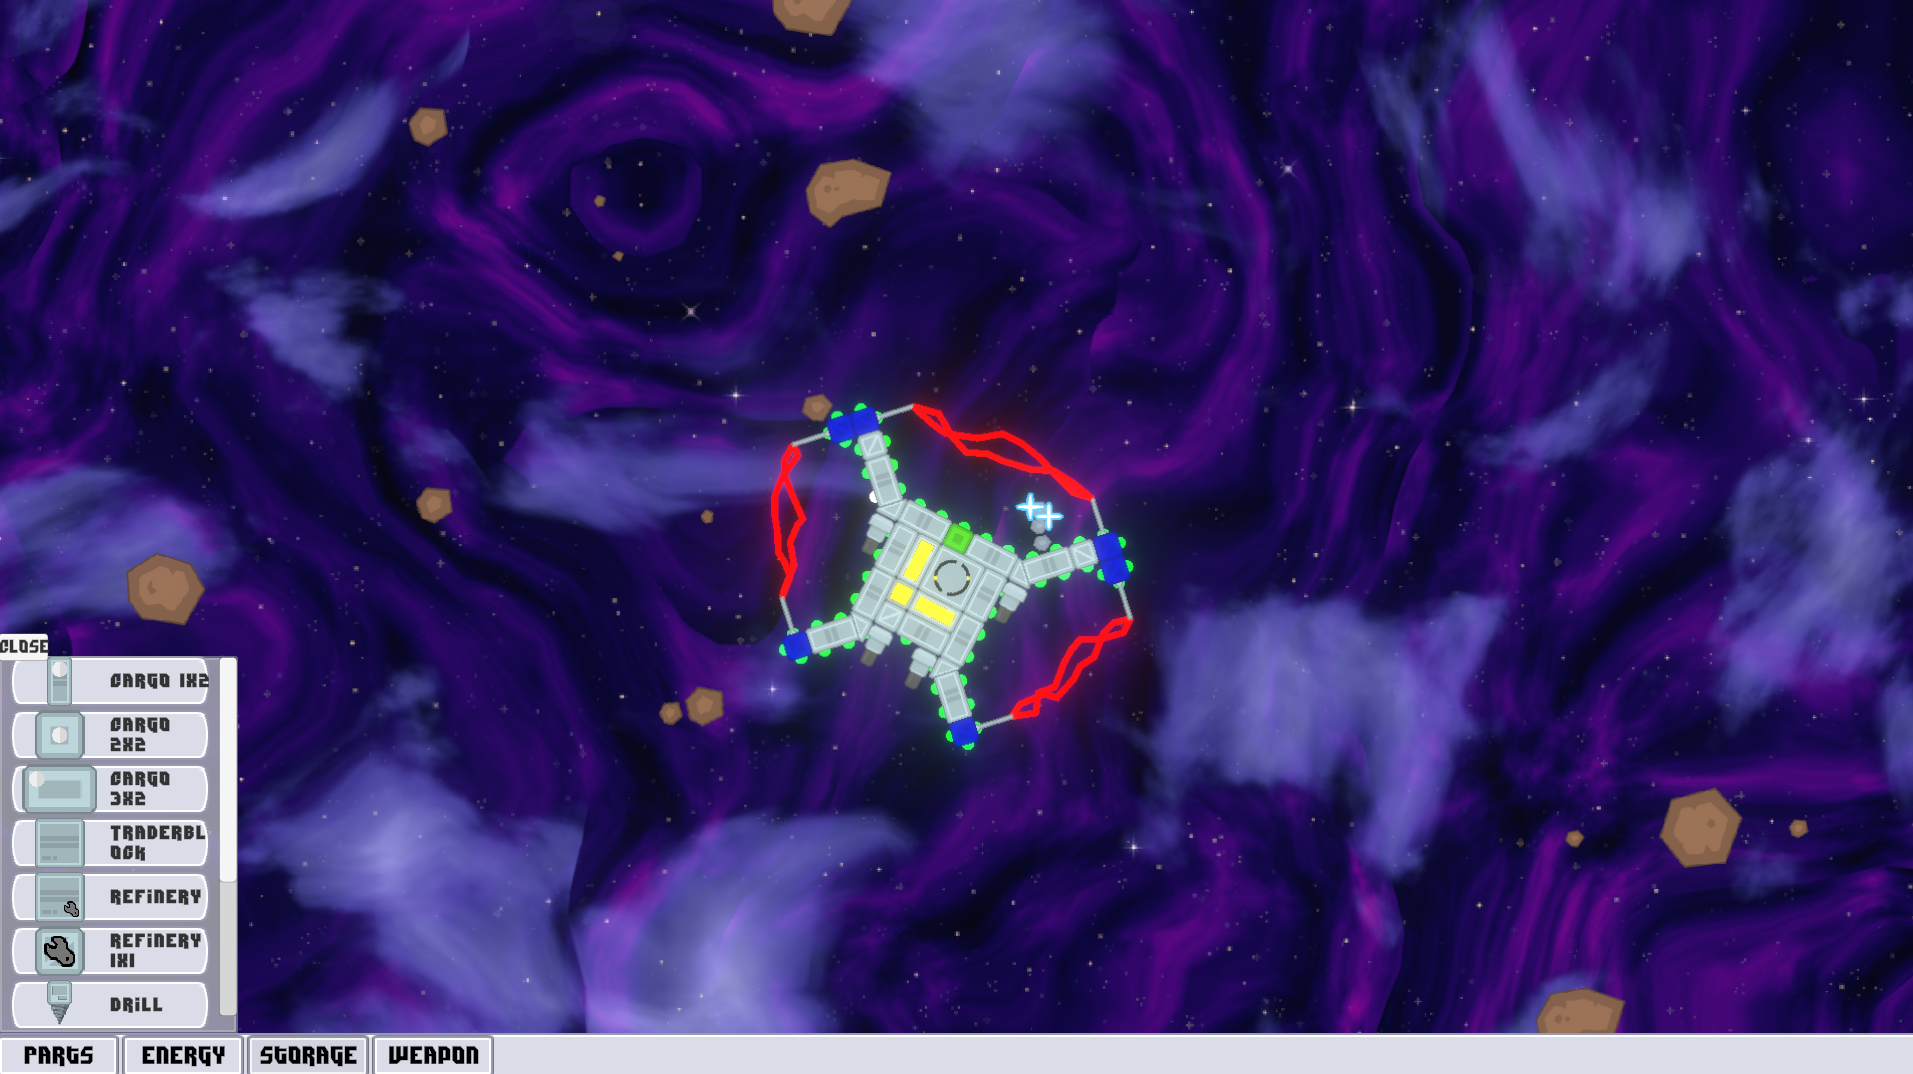 CLOSE
CARGO 1X2
CARGO
2X2
CARGO
3X2
TRADERBL
OCK
REFINERY
REFINERY
1X1
DRILL
PARTS
ENERGY
STORAGE
WEAPON